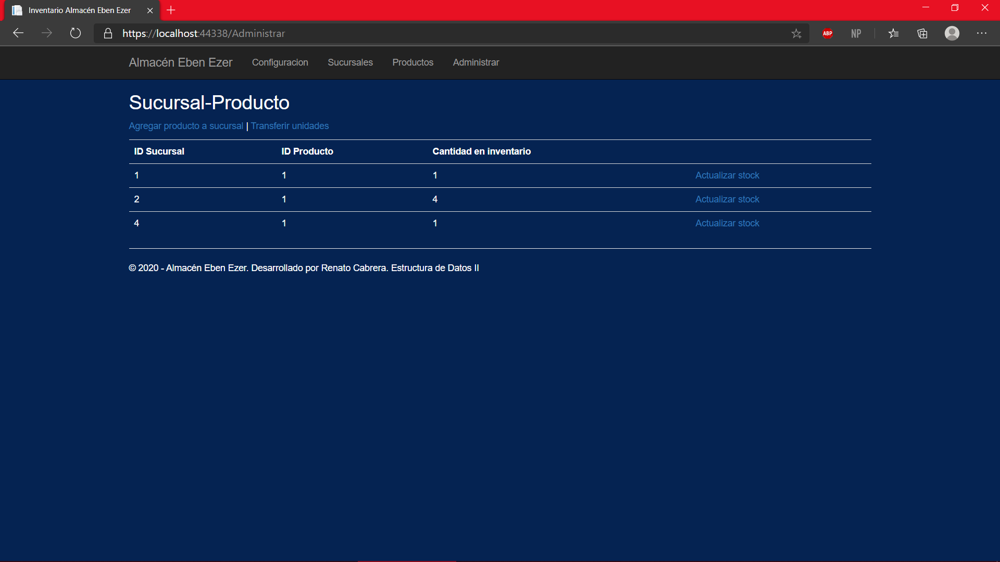 Inventario Almacén Eben Ezer
https://localhost:44338/Administrar
ABP
NP
Almacén Eben Ezer Configuracion Sucursales Productos Administrar
Sucursal-Producto
Agregar producto a sucursal | Transferir unidades
ID Sucursal ID Producto Cantidad en inventario
1 1 1 Actualizar stock
2 1 4 Actualizar stock
4 1 1 Actualizar stock
© 2020 - Almacén Eben Ezer. Desarrollado por Renato Cabrera. Estructura de Datos II